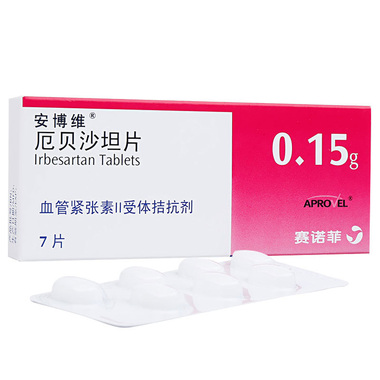 安博维®
厄贝沙坦片
Irbesartan Tablets
血管紧张素II受体拮抗剂
7片
0.15g
APROVEL®
赛诺菲